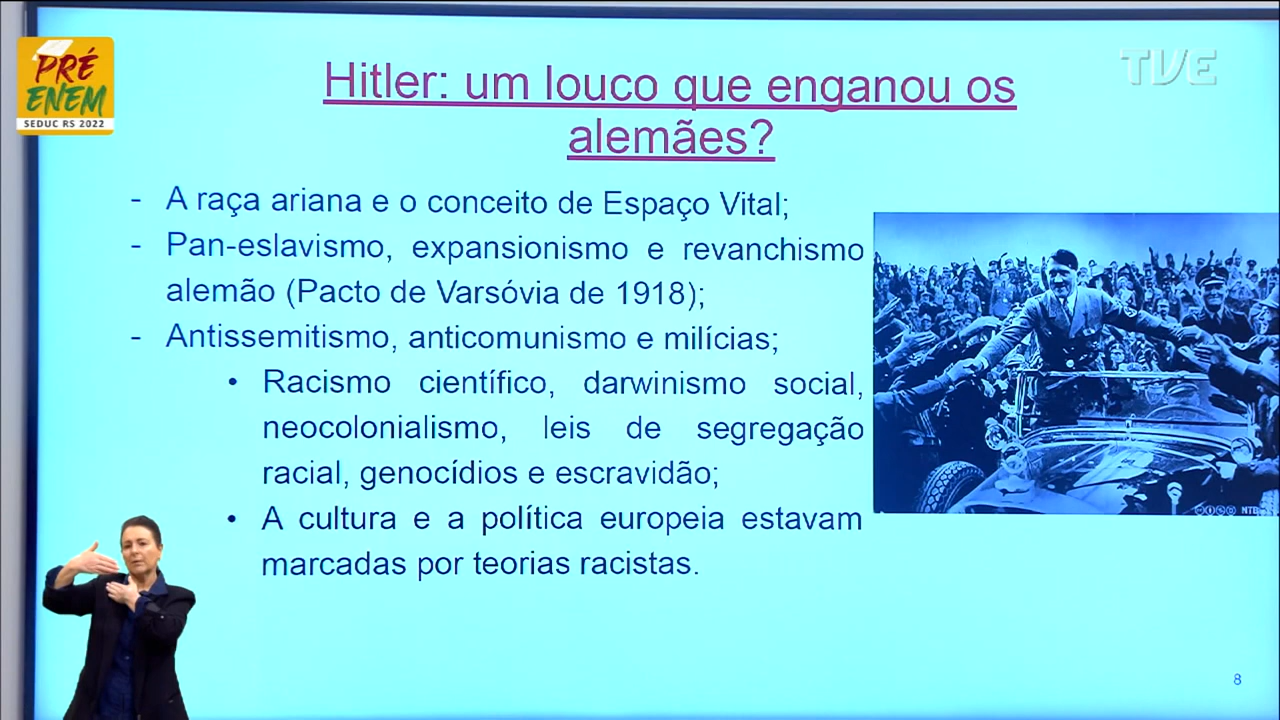 PRÉ
ENEM
SEDUC RS 2022
TVE
Hitler: um louco que enganou os
alemães?
- A raça ariana e o conceito de Espaço Vital;
- Pan-eslavismo, expansionismo e revanchismo
alemão (Pacto de Varsóvia de 1918);
- Antissemitismo, anticomunismo e milícias;
• Racismo científico, darwinismo social,
neocolonialismo, leis de segregação
racial, genocídios e escravidão;
• A cultura e a política europeia estavam
marcadas por teorias racistas.
8